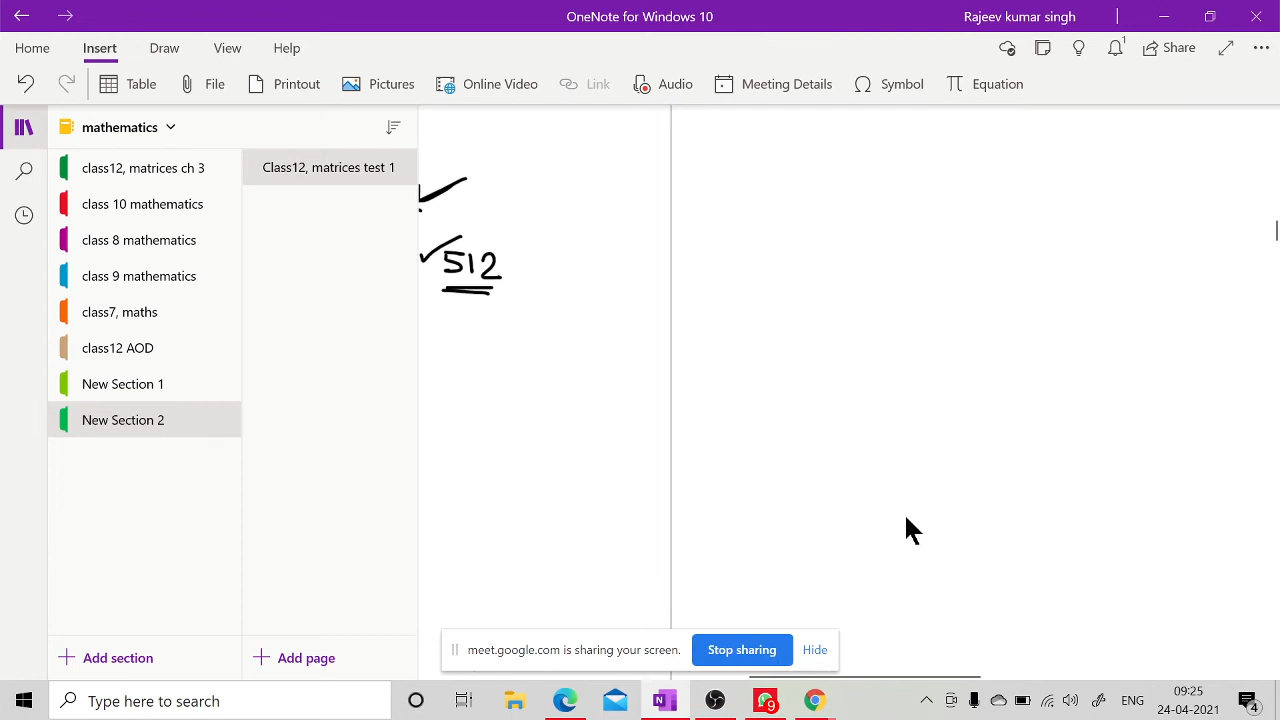 OneNote for Windows 10
Rajeev kumar singh
Home Insert Draw View Help
1
Share
Table File Printout Pictures Online Video Link Audio Meeting Details Symbol Equation
mathematics
class12, matrices ch 3
class 10 mathematics
class 8 mathematics
class 9 mathematics
class7, maths
class12 AOD
New Section 1
New Section 2
Class12, matrices test 1
512
Add section
Add page
meet.google.com is sharing your screen.
Stop sharing
Hide
Type here to search
9
ENG
09:25
24-04-2021
4